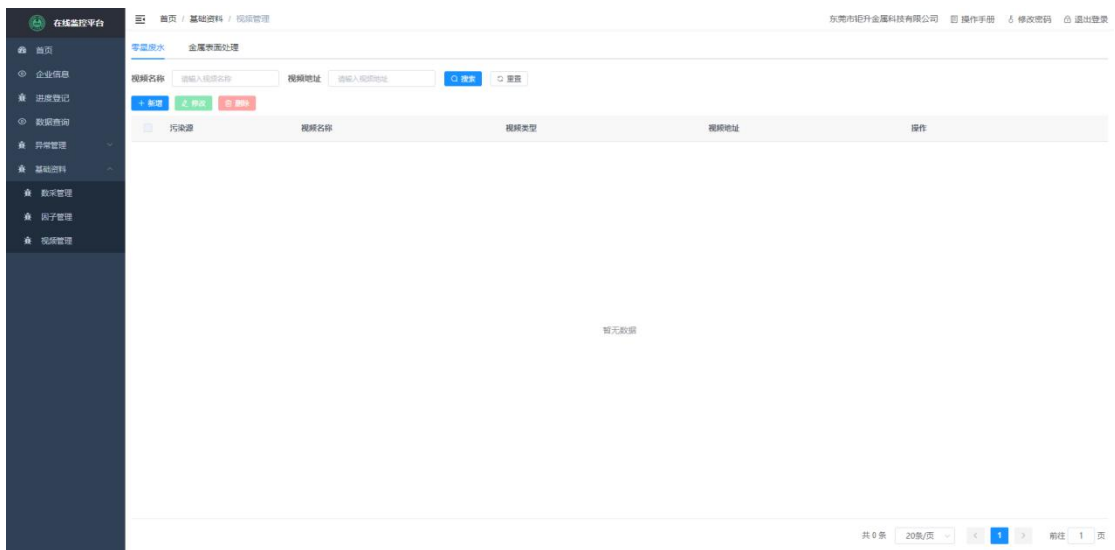 在线监控平台
首页 / 基础资料 / 视频管理
东莞市钜升金属科技有限公司 操作手册 修改密码 退出登录
首页
企业信息
进度登记
数据查询
异常管理
基础资料
数采管理
因子管理
视频管理
零星废水 金属表面处理
视频名称 请输入视频名称 视频地址 请输入视频地址 搜索 重置
+ 新增 修改 删除
污染源 视频名称 视频类型 视频地址 操作
暂无数据
共 0 条 20条/页 < 1 > 前往 1 页